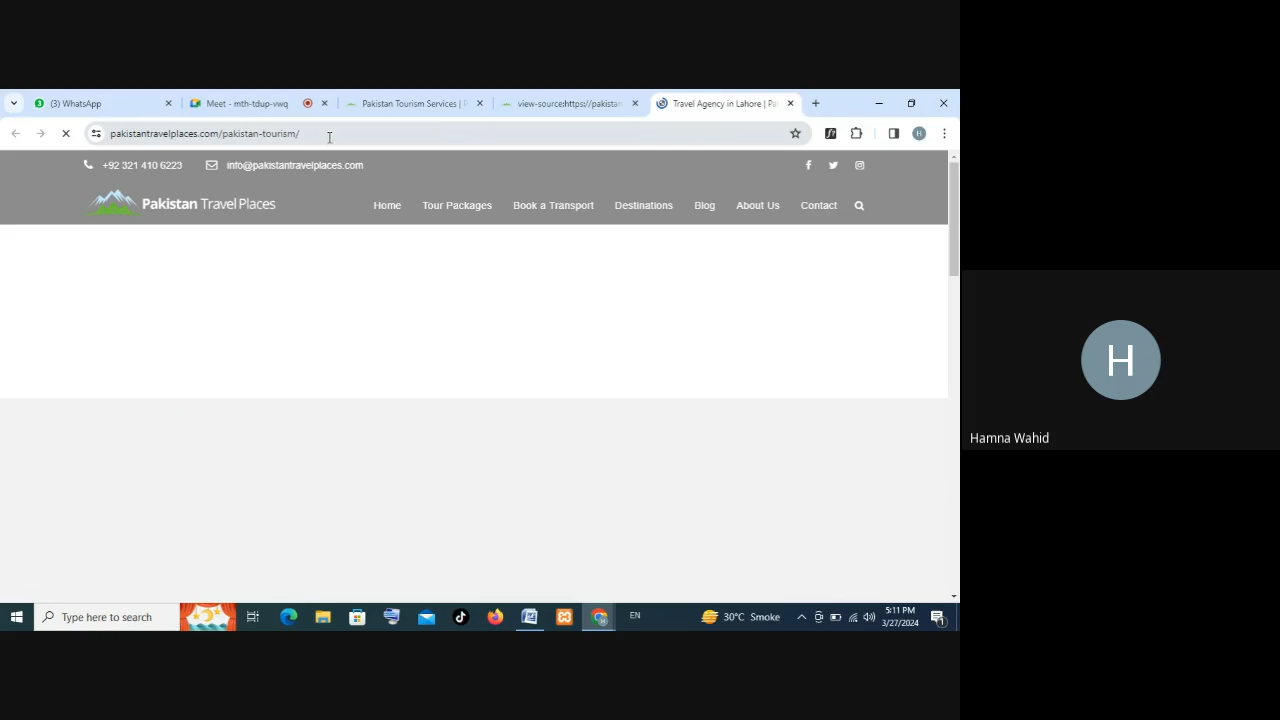 (3) WhatsApp
Meet - mth-tdup-vwq
Pakistan Tourism Services | P
view-source:https://pakistan
Travel Agency in Lahore | Pa
pakistantravelplaces.com/pakistan-tourism/
+92 321 410 6223
info@pakistantravelplaces.com
Pakistan Travel Places
Home
Tour Packages
Book a Transport
Destinations
Blog
About Us
Contact
H
Hamna Wahid
Type here to search
EN
30°C Smoke
5:11 PM
3/27/2024